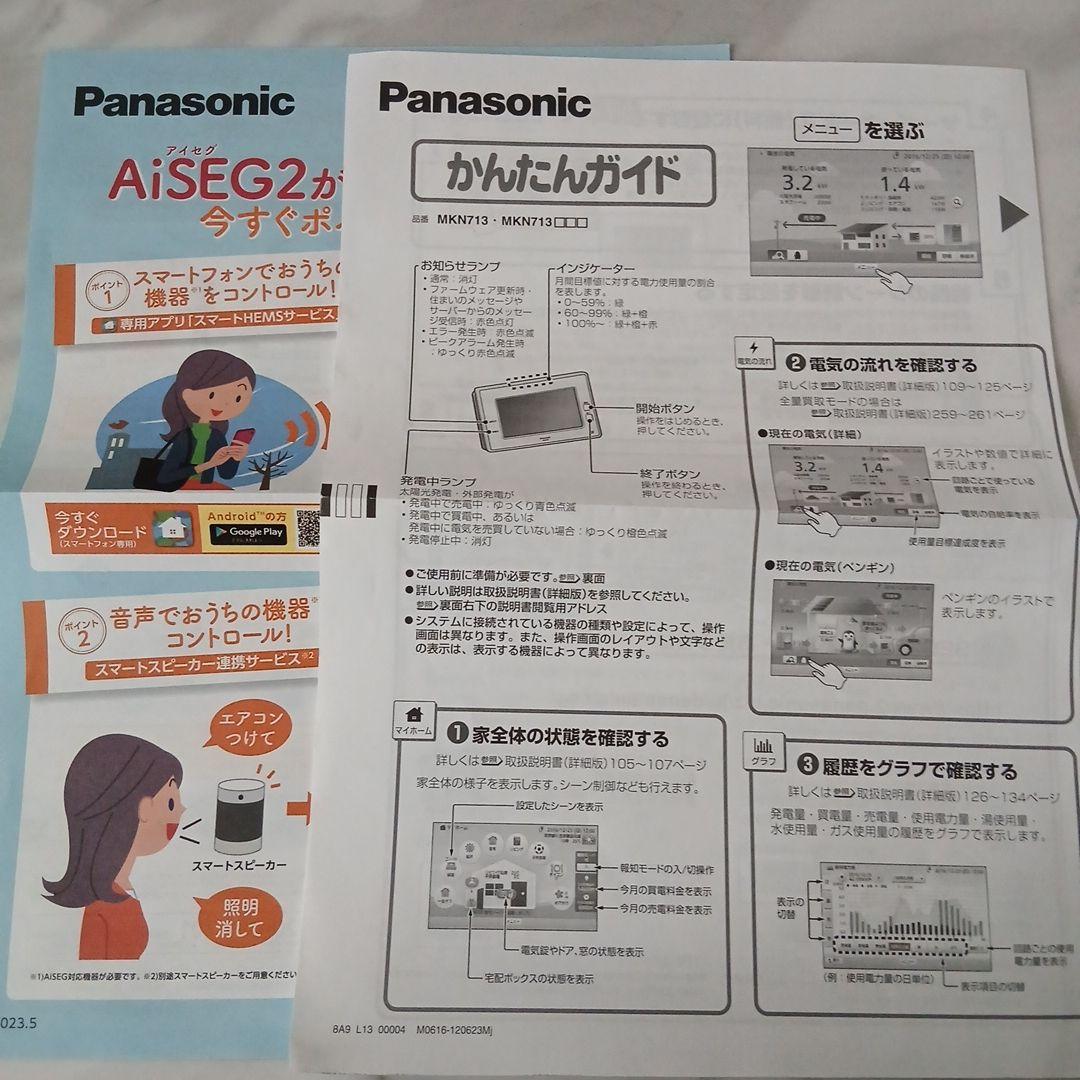 Panasonic
アイセグ
AiSEG2が
今すぐポ
ポイント
1
スマートフォンでおうちの
機器※1をコントロール!
専用アプリ「スマートHEMSサービス」
今すぐ
ダウンロード
(スマートフォン専用)
Android™の方
Google Play
ポイント
2
音声でおうちの機器※
コントロール!
スマートスピーカー連携サービス※2
エアコン
つけて
スマートスピーカー
照明
消して
※1)AiSEG対応機器が必要です。※2)別途スマートスピーカーをご用意ください
023.5
Panasonic
かんたんガイド
品番 MKN713・MKN713□□□
お知らせランプ
・通常:消灯
・ファームウェア更新時・
住まいのメッセージや
サーバーからのメッセー
ジ受信時:赤色点灯
・エラー発生時 赤色点滅
・ピークアラーム発生時
:ゆっくり赤色点滅
インジケーター
月間目標値に対する電力使用量の割合
を表します。
・0~59%:緑
・60~99%:緑+橙
・100%~:緑+橙+赤
開始ボタン
操作をはじめるとき、
押してください。
終了ボタン
操作を終わるとき、
押してください。
発電中ランプ
太陽光発電・外部発電が
・発電中で売電中:ゆっくり青色点滅
・発電中で買電中、あるいは
発電中に電気を売買していない場合:ゆっくり橙色点滅
・発電停止中:消灯
●ご使用前に準備が必要です。参照 裏面
●詳しい説明は取扱説明書(詳細版)を参照してください。
参照 裏面右下の説明書閲覧用アドレス
●システムに接続されている機器の種類や設定によって、操作
画面は異なります。また、操作画面のレイアウトや文字など
の表示は、表示する機器によって異なります。
マイホーム
1 家全体の状態を確認する
詳しくは 参照 取扱説明書(詳細版)105~107ページ
家全体の様子を表示します。シーン制御なども行えます。
設定したシーンを表示
報知モードの入/切操作
今月の買電料金を表示
今月の売電料金を表示
電気錠やドア、窓の状態を表示
宅配ボックスの状態を表示
8A9 L13 00004 M0616-120623Mj
メニュー を選ぶ
3.2 kW
1.4 kW
売電中
メニュー
電気の流れ
2 電気の流れを確認する
詳しくは 参照 取扱説明書(詳細版)109~125ページ
全量買取モードの場合は
参照 取扱説明書(詳細版)259~261ページ
●現在の電気(詳細)
3.2
1.4
イラストや数値で詳細に
表示します。
回路ごとで使っている
電気を表示
電気の自給率を表示
使用量目標達成度を表示
●現在の電気(ペンギン)
ペンギンのイラストで
表示します。
グラフ
3 履歴をグラフで確認する
詳しくは 参照 取扱説明書(詳細版)126~134ページ
発電量・買電量・売電量・使用電力量・湯使用量・
水使用量・ガス使用量の履歴をグラフで表示します。
表示の
切替
回路ごとの使用
電力量を表示
表示項目の切替
(例:使用電力量の日単位)